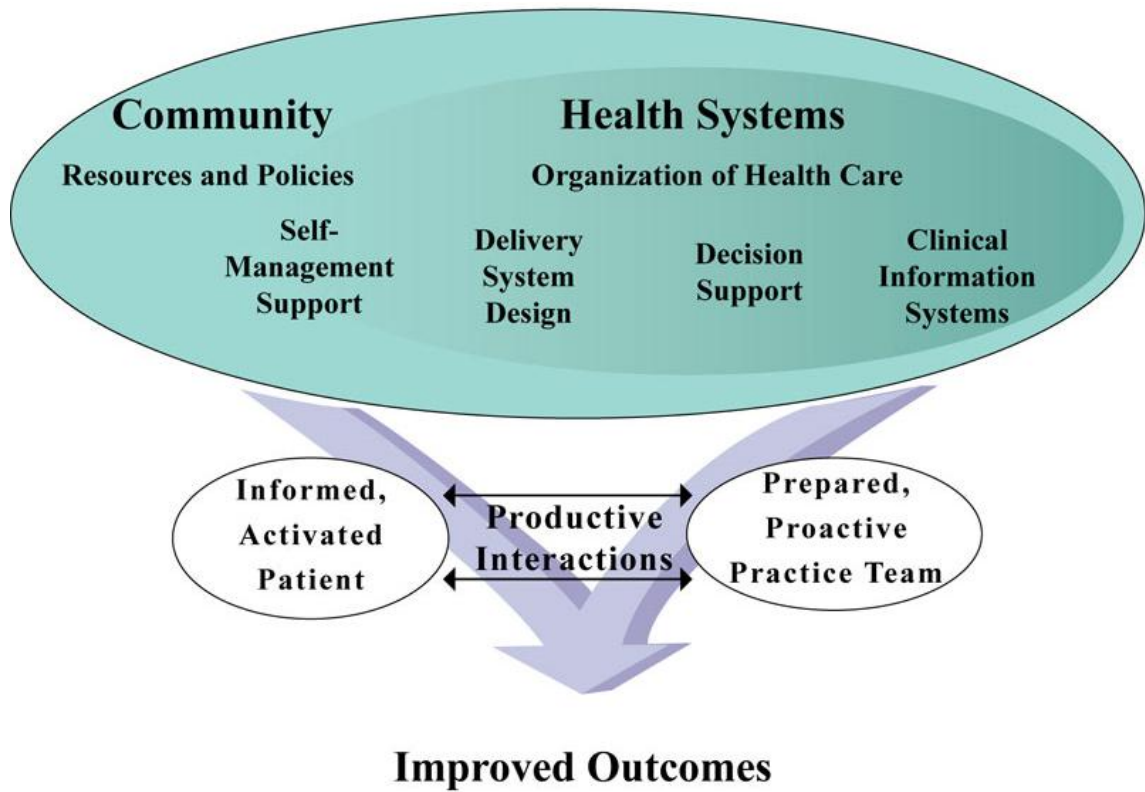 Community
Health Systems
Resources and Policies
Organization of Health Care
Self-
Management
Support
Delivery
System
Design
Decision
Support
Clinical
Information
Systems
Informed,
Activated
Patient
Productive
Interactions
Prepared,
Proactive
Practice Team
Improved Outcomes